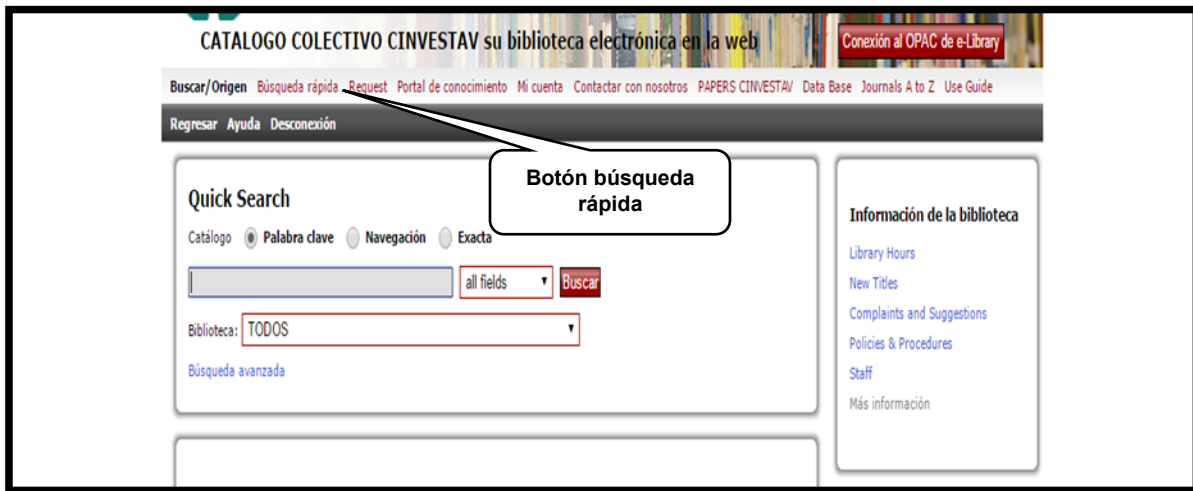 CATALOGO COLECTIVO CINVESTAV su biblioteca electrónica en la web
Conexión al OPAC de e-Library
Buscar/Origen Búsqueda rápida Request Portal de conocimiento Mi cuenta Contactar con nosotros PAPERS CINVESTAV Data Base Journals A to Z Use Guide
Regresar Ayuda Desconexión
Botón búsqueda
rápida
Quick Search
Catálogo Palabra clave Navegación Exacta
all fields Buscar
Biblioteca: TODOS
Búsqueda avanzada
Información de la biblioteca
Library Hours
New Titles
Complaints and Suggestions
Policies & Procedures
Staff
Más información